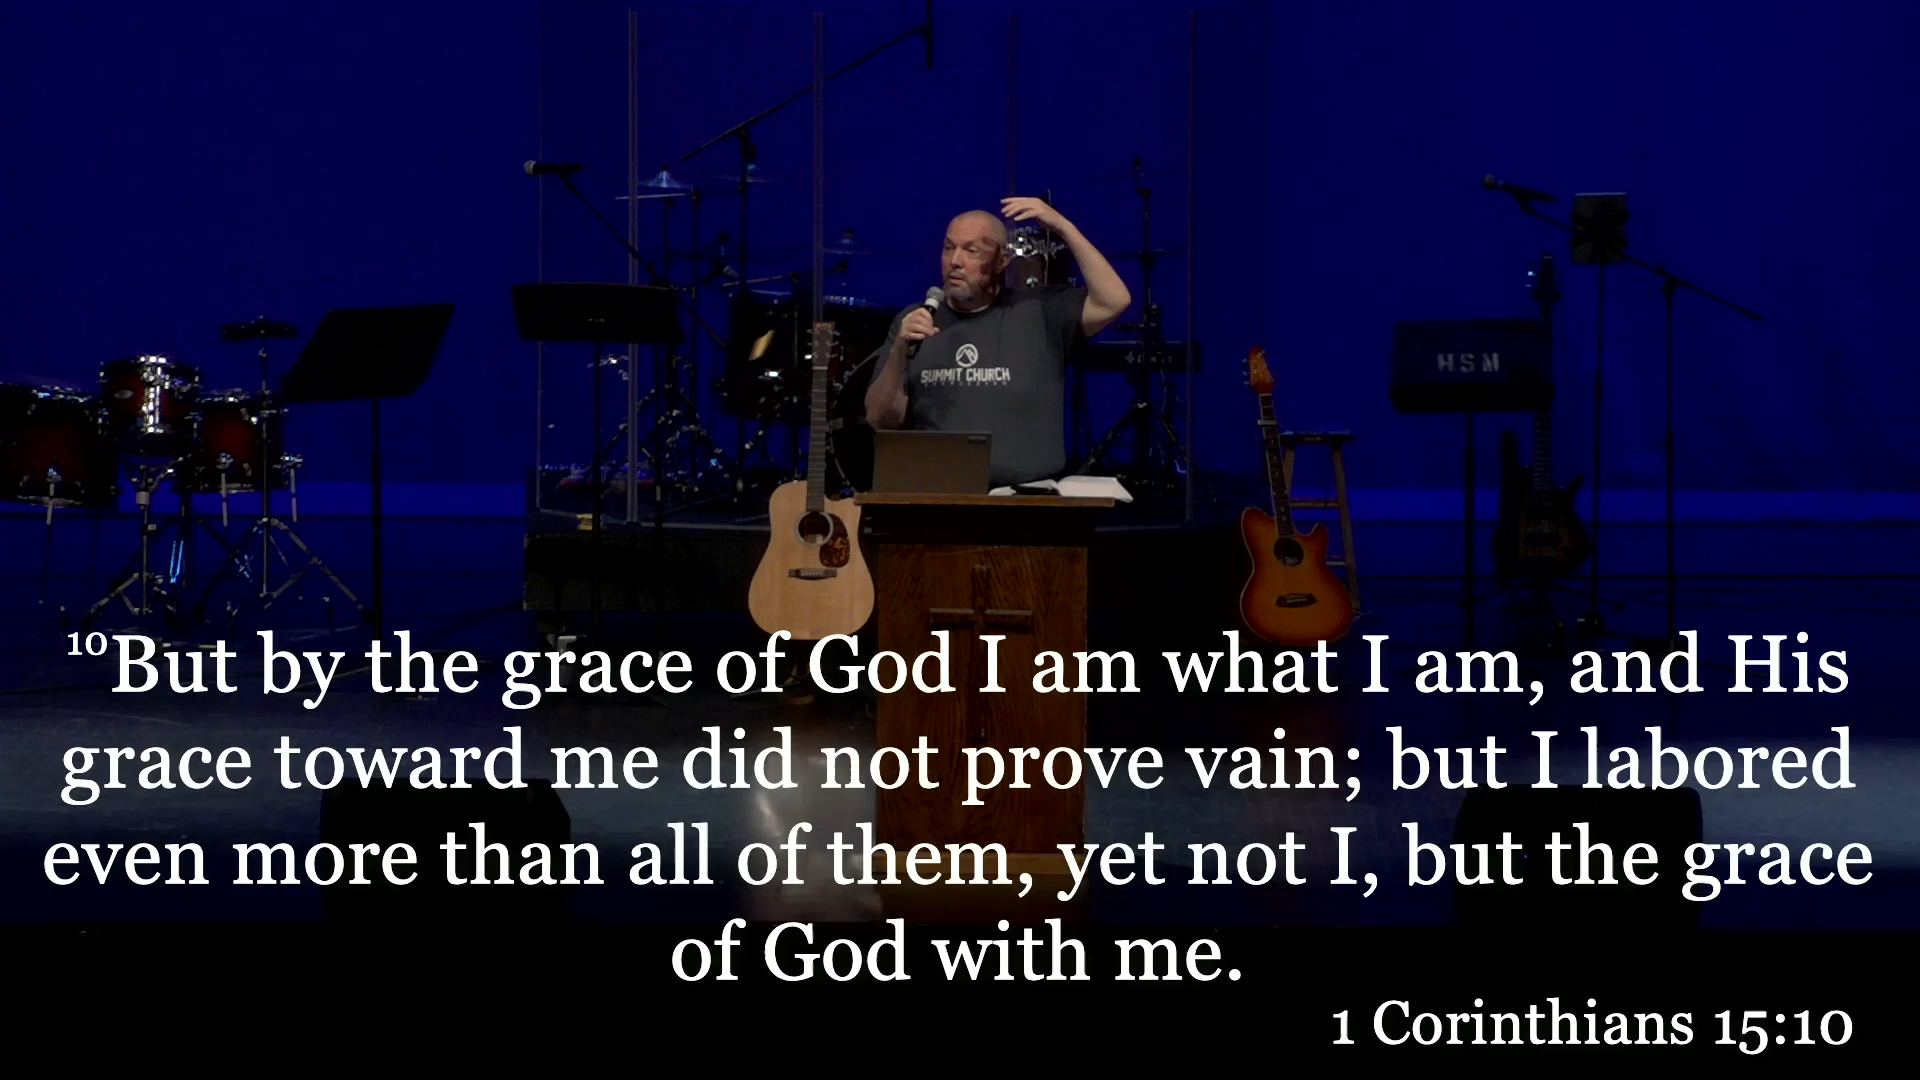 HSM
SUMMIT CHURCH
¹⁰But by the grace of God I am what I am, and His
grace toward me did not prove vain; but I labored
even more than all of them, yet not I, but the grace
of God with me.
1 Corinthians 15:10